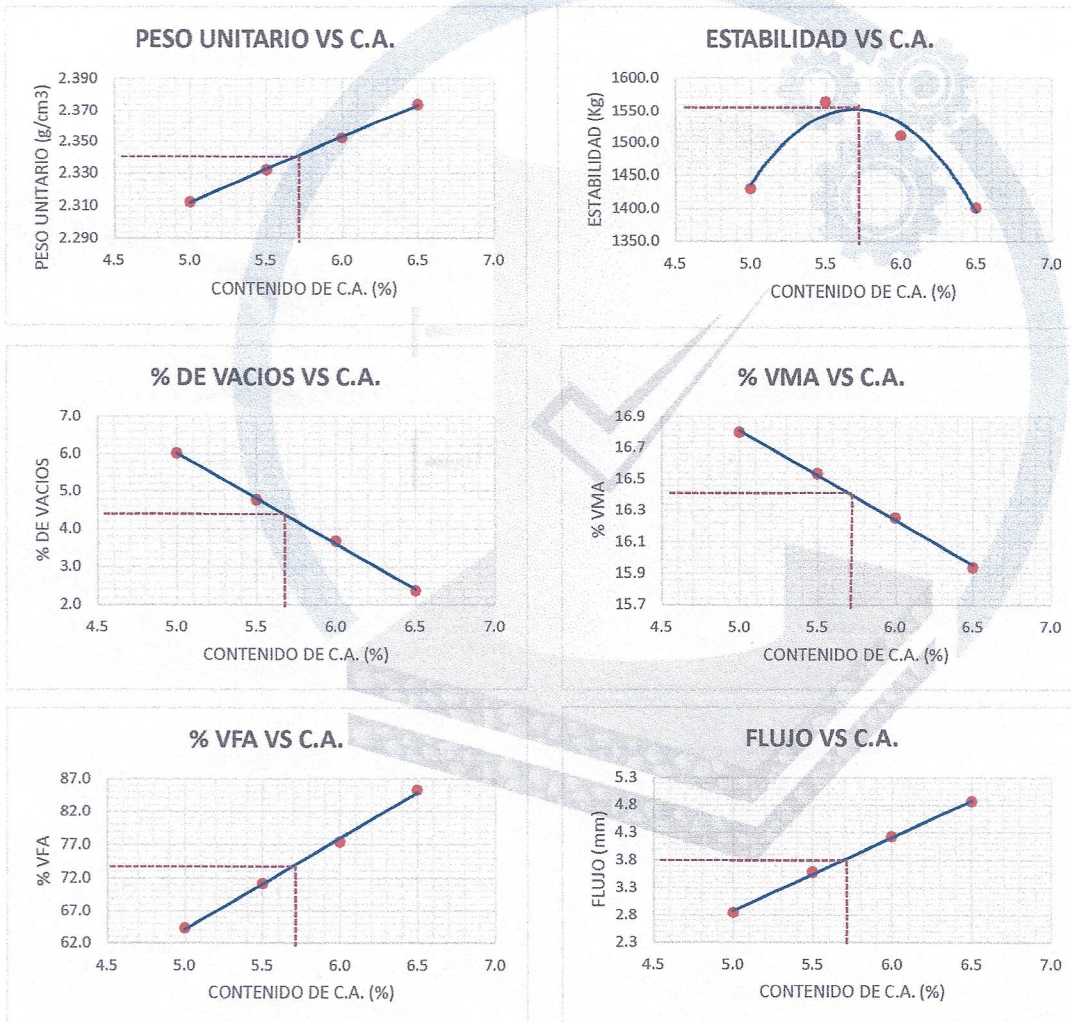 PESO UNITARIO VS C.A.
PESO UNITARIO (g/cm3)
2.390
2.370
2.350
2.330
2.310
2.290
4.5 5.0 5.5 6.0 6.5 7.0
CONTENIDO DE C.A. (%)
ESTABILIDAD VS C.A.
ESTABILIDAD (Kg)
1600.0
1550.0
1500.0
1450.0
1400.0
1350.0
4.5 5.0 5.5 6.0 6.5 7.0
CONTENIDO DE C.A. (%)
% DE VACIOS VS C.A.
% DE VACIOS
7.0
6.0
5.0
4.0
3.0
2.0
4.5 5.0 5.5 6.0 6.5 7.0
CONTENIDO DE C.A. (%)
% VMA VS C.A.
% VMA
16.9
16.7
16.5
16.3
16.1
15.9
15.7
4.5 5.0 5.5 6.0 6.5 7.0
CONTENIDO DE C.A. (%)
% VFA VS C.A.
% VFA
87.0
82.0
77.0
72.0
67.0
62.0
4.5 5.0 5.5 6.0 6.5 7.0
CONTENIDO DE C.A. (%)
FLUJO VS C.A.
FLUJO (mm)
5.3
4.8
4.3
3.8
3.3
2.8
2.3
4.5 5.0 5.5 6.0 6.5 7.0
CONTENIDO DE C.A. (%)